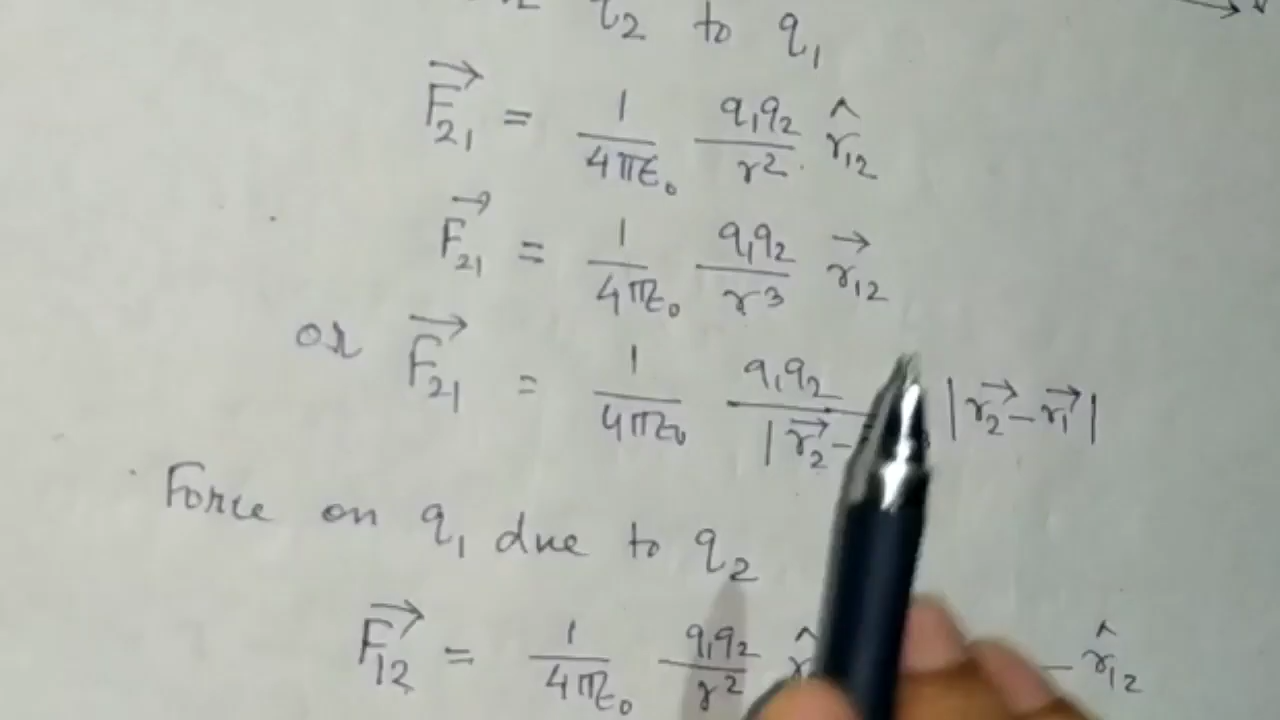 q₂ to q₁
F⃗₂₁ = 1/4πε₀ q₁q₂/r² r̂₁₂
F⃗₂₁ = 1/4πε₀ q₁q₂/r³ r⃗₁₂
or F⃗₂₁ = 1/4πε₀ q₁q₂/|r⃗₂ - |r⃗₂ - r⃗₁|
Force on q₁ due to q₂
F⃗₁₂ = 1/4πε₀ q₁q₂/r² - r̂₁₂